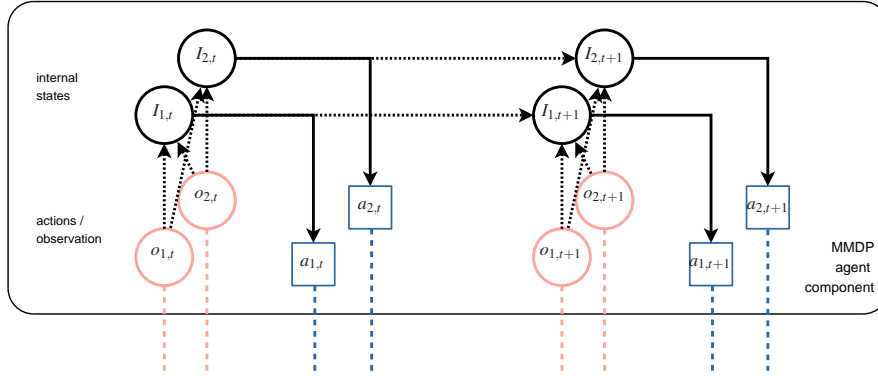 I2,t
I2,t+1
internal
states
I1,t
I1,t+1
o2,t
a2,t
o2,t+1
a2,t+1
actions /
observation
o1,t
a1,t
o1,t+1
a1,t+1
MMDP
agent
component